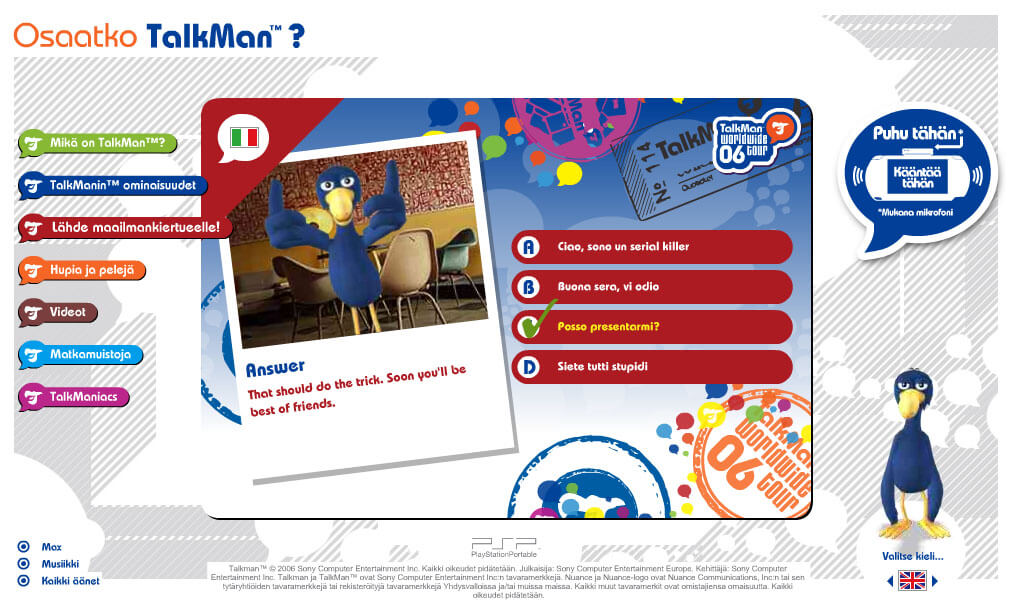 Osaatko TalkMan™ ?
Mikä on TalkMan™?
TalkManin™ ominaisuudet
Lähde maailmankiertueelle!
Hupia ja pelejä
Videot
Matkamuistoja
TalkManiacs
Answer
That should do the trick. Soon you'll be
best of friends.
TalkMan
worldwide
06 tour
No 114
TalkM
A Ciao, sono un serial killer
B Buona sera, vi odio
Posso presentarmi?
D Siete tutti stupidi
TalkMan
Worldwide
06
tour
Puhu tähän
Kääntää
tähän
*Mukana mikrofoni
Valitse kieli...
Max
Musiikki
Kaikki äänet
PSP
PlayStationPortable
Talkman™ © 2006 Sony Computer Entertainment Inc. Kaikki oikeudet pidätetään. Julkaisija: Sony Computer Entertainment Europe. Kehittäjä: Sony Computer
Entertainment Inc. Talkman ja TalkMan™ ovat Sony Computer Entertainment Inc:n tavaramerkkejä. Nuance ja Nuance-logo ovat Nuance Communications, Inc:n tai sen
tytäryhtiöiden tavaramerkkejä tai rekisteröityjä tavaramerkkejä Yhdysvalloissa ja/tai muissa maissa. Kaikki muut tavaramerkit ovat omistajiensa omaisuutta. Kaikki
oikeudet pidätetään.